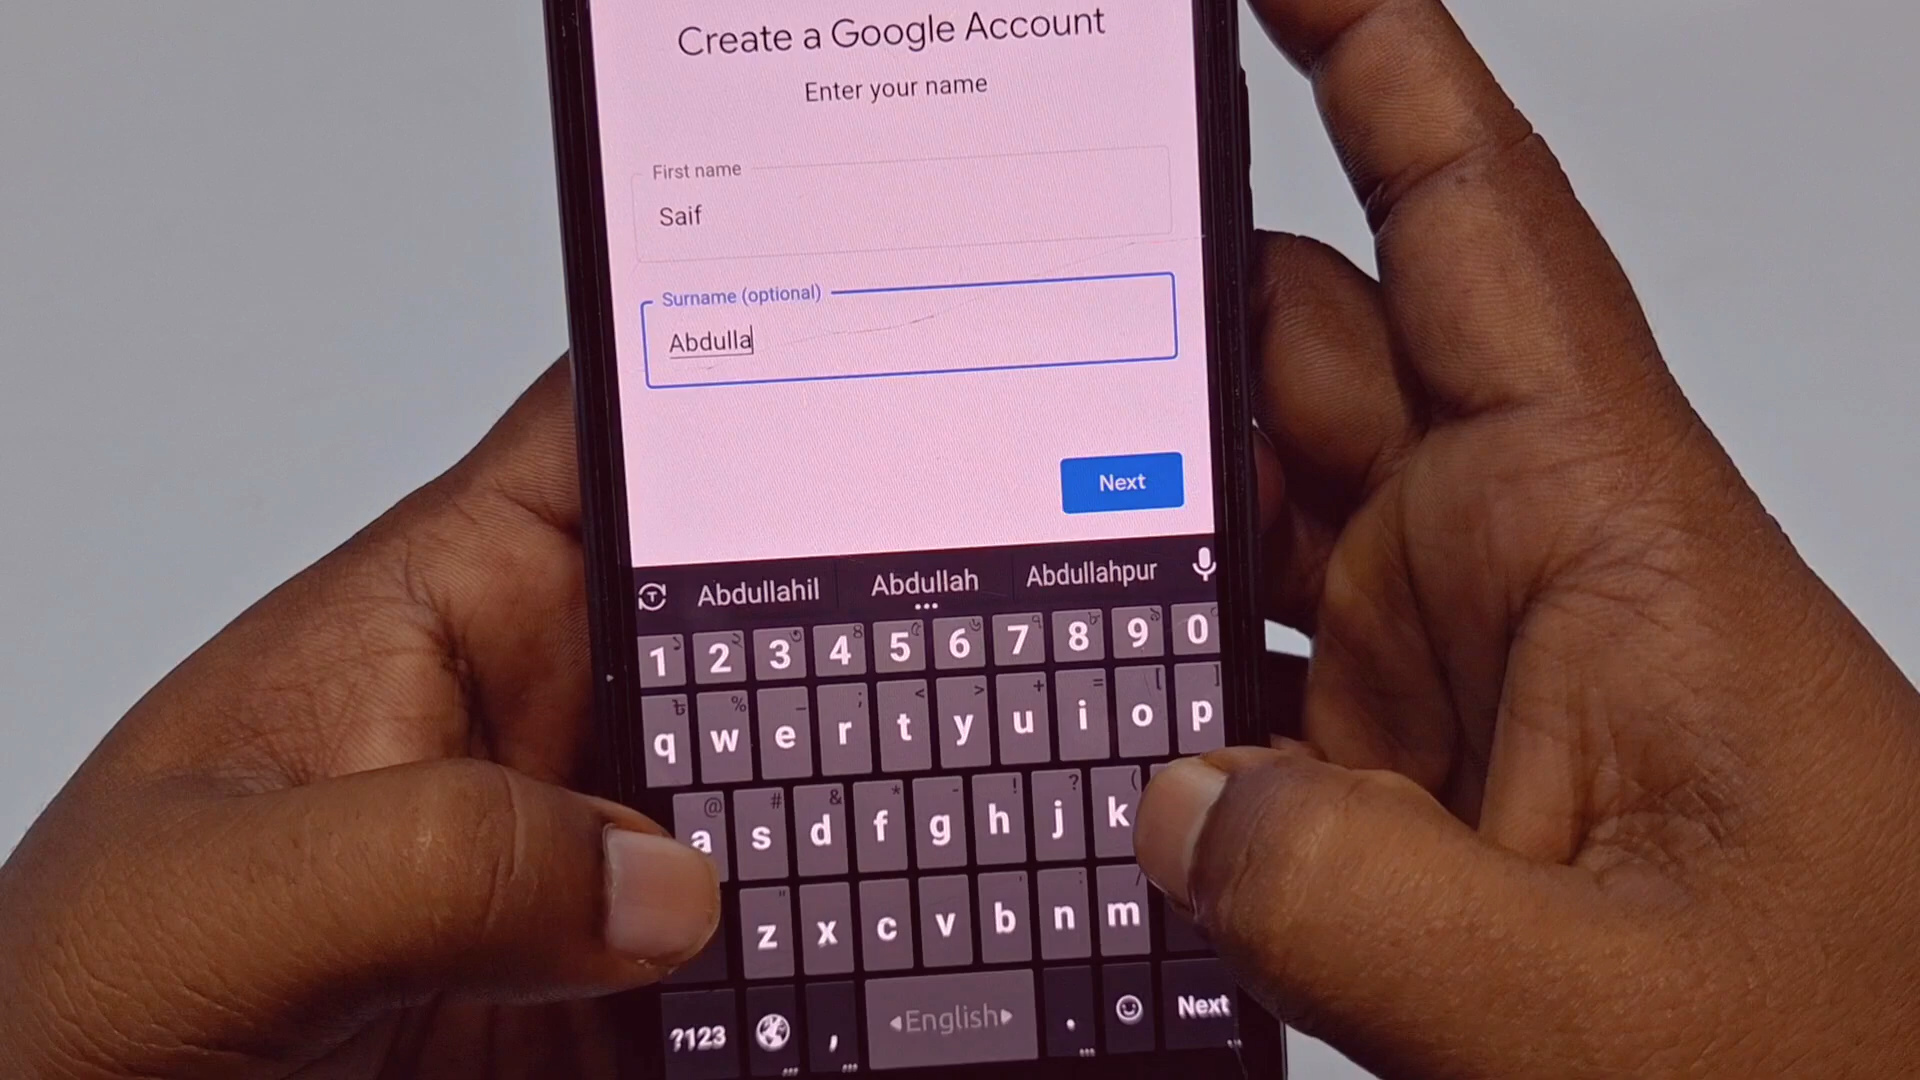 Create a Google Account
Enter your name
First name
Saif
Surname (optional)
Abdulla
Next
Abdullahil Abdullah Abdullahpur
1 2 3 4 5 6 7 8 9 0
q w e r t y u i o p
a s d f g h j k
z x c v b n m
?123 , English . Next